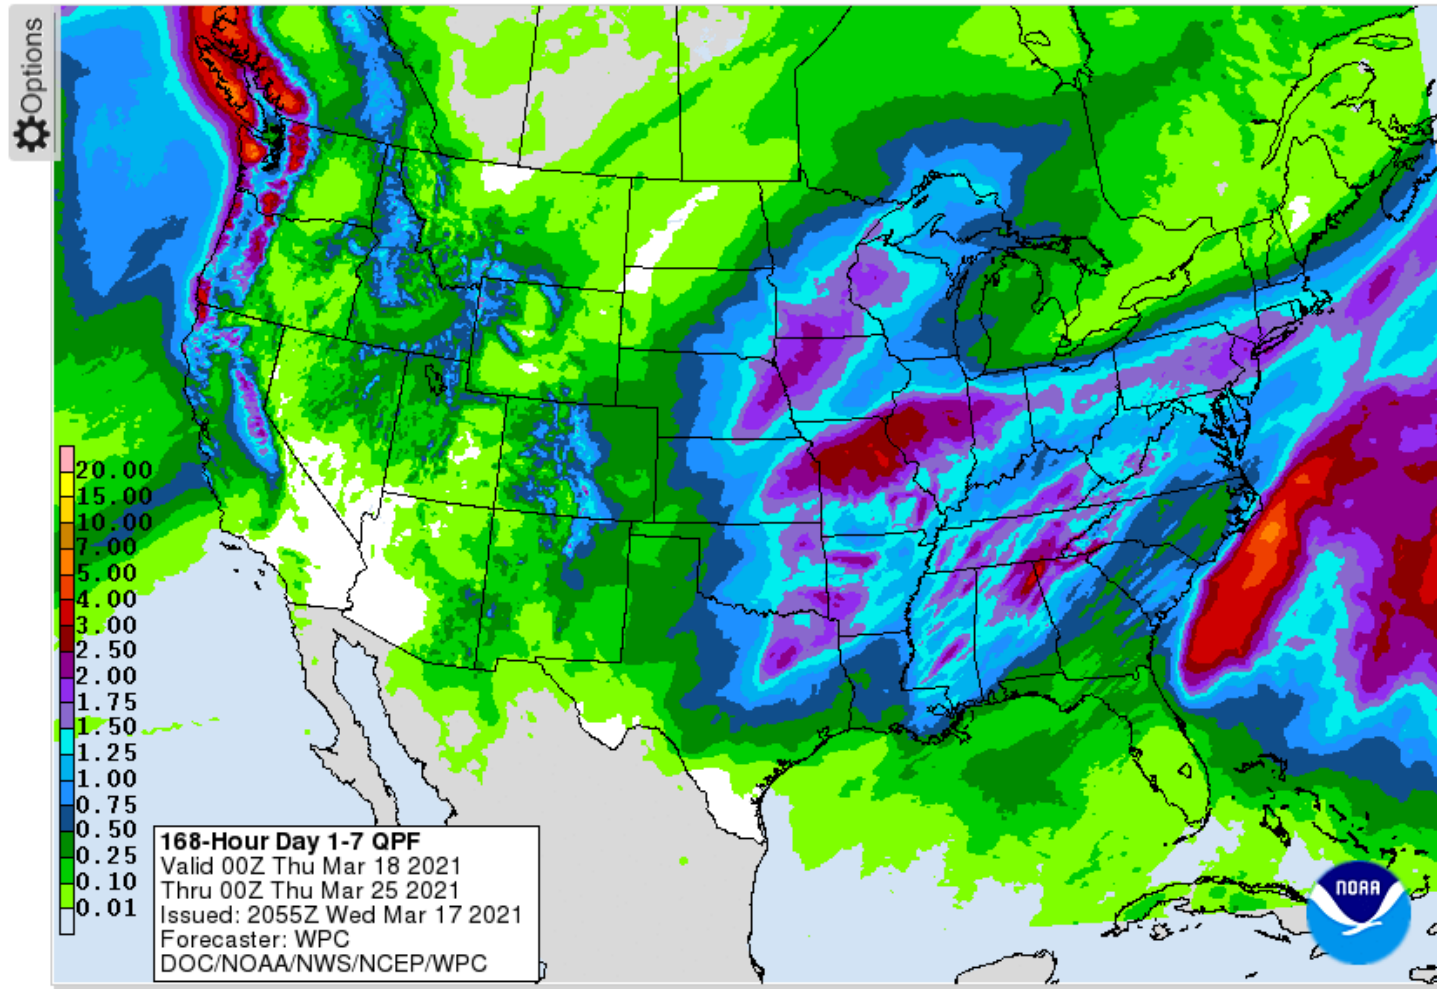 Options
20.00
15.00
10.00
7.00
5.00
4.00
3.00
2.50
2.00
1.75
1.50
1.25
1.00
0.75
0.50
0.25
0.10
0.01
168-Hour Day 1-7 QPF
Valid 00Z Thu Mar 18 2021
Thru 00Z Thu Mar 25 2021
Issued: 2055Z Wed Mar 17 2021
Forecaster: WPC
DOC/NOAA/NWS/NCEP/WPC
NOAA